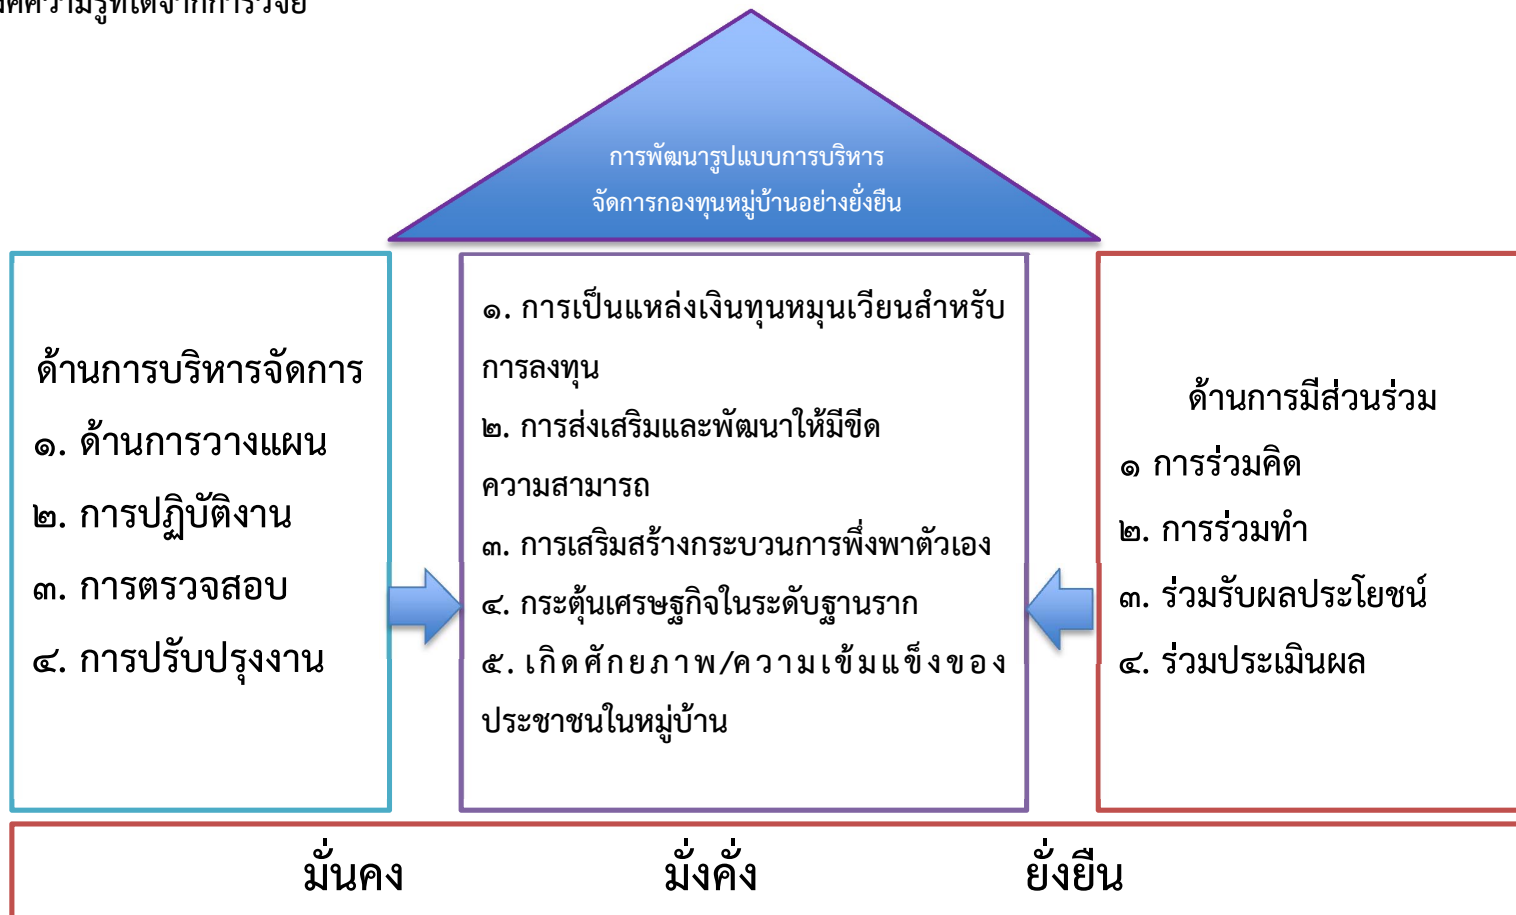 การพัฒนารูปแบบการบริหาร
จัดการกองทุนหมู่บ้านอย่างยั่งยืน
ด้านการบริหารจัดการ
๑. ด้านการวางแผน
๒. การปฏิบัติงาน
๓. การตรวจสอบ
๔. การปรับปรุงงาน
๑. การเป็นแหล่งเงินทุนหมุนเวียนสำหรับ
การลงทุน
๒. การส่งเสริมและพัฒนาให้มีขีด
ความสามารถ
๓. การเสริมสร้างกระบวนการพึ่งพาตัวเอง
๔. กระตุ้นเศรษฐกิจในระดับฐานราก
๕. เกิดศักยภาพ/ความเข้มแข็งของ
ประชาชนในหมู่บ้าน
ด้านการมีส่วนร่วม
๑ การร่วมคิด
๒. การร่วมทำ
๓. ร่วมรับผลประโยชน์
๔. ร่วมประเมินผล
มั่นคง มั่งคั่ง ยั่งยืน